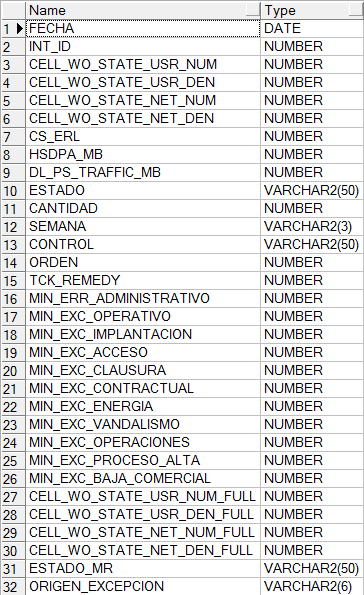 Name Type
1 FECHA DATE
2 INT_ID NUMBER
3 CELL_WO_STATE_USR_NUM NUMBER
4 CELL_WO_STATE_USR_DEN NUMBER
5 CELL_WO_STATE_NET_NUM NUMBER
6 CELL_WO_STATE_NET_DEN NUMBER
7 CS_ERL NUMBER
8 HSDPA_MB NUMBER
9 DL_PS_TRAFFIC_MB NUMBER
10 ESTADO VARCHAR2(50)
11 CANTIDAD NUMBER
12 SEMANA VARCHAR2(3)
13 CONTROL VARCHAR2(50)
14 ORDEN NUMBER
15 TCK_REMEDY NUMBER
16 MIN_ERR_ADMINISTRATIVO NUMBER
17 MIN_EXC_OPERATIVO NUMBER
18 MIN_EXC_IMPLANTACION NUMBER
19 MIN_EXC_ACCESO NUMBER
20 MIN_EXC_CLAUSURA NUMBER
21 MIN_EXC_CONTRACTUAL NUMBER
22 MIN_EXC_ENERGIA NUMBER
23 MIN_EXC_VANDALISMO NUMBER
24 MIN_EXC_OPERACIONES NUMBER
25 MIN_EXC_PROCESO_ALTA NUMBER
26 MIN_EXC_BAJA_COMERCIAL NUMBER
27 CELL_WO_STATE_USR_NUM_FULL NUMBER
28 CELL_WO_STATE_USR_DEN_FULL NUMBER
29 CELL_WO_STATE_NET_NUM_FULL NUMBER
30 CELL_WO_STATE_NET_DEN_FULL NUMBER
31 ESTADO_MR VARCHAR2(50)
32 ORIGEN_EXCEPCION VARCHAR2(6)